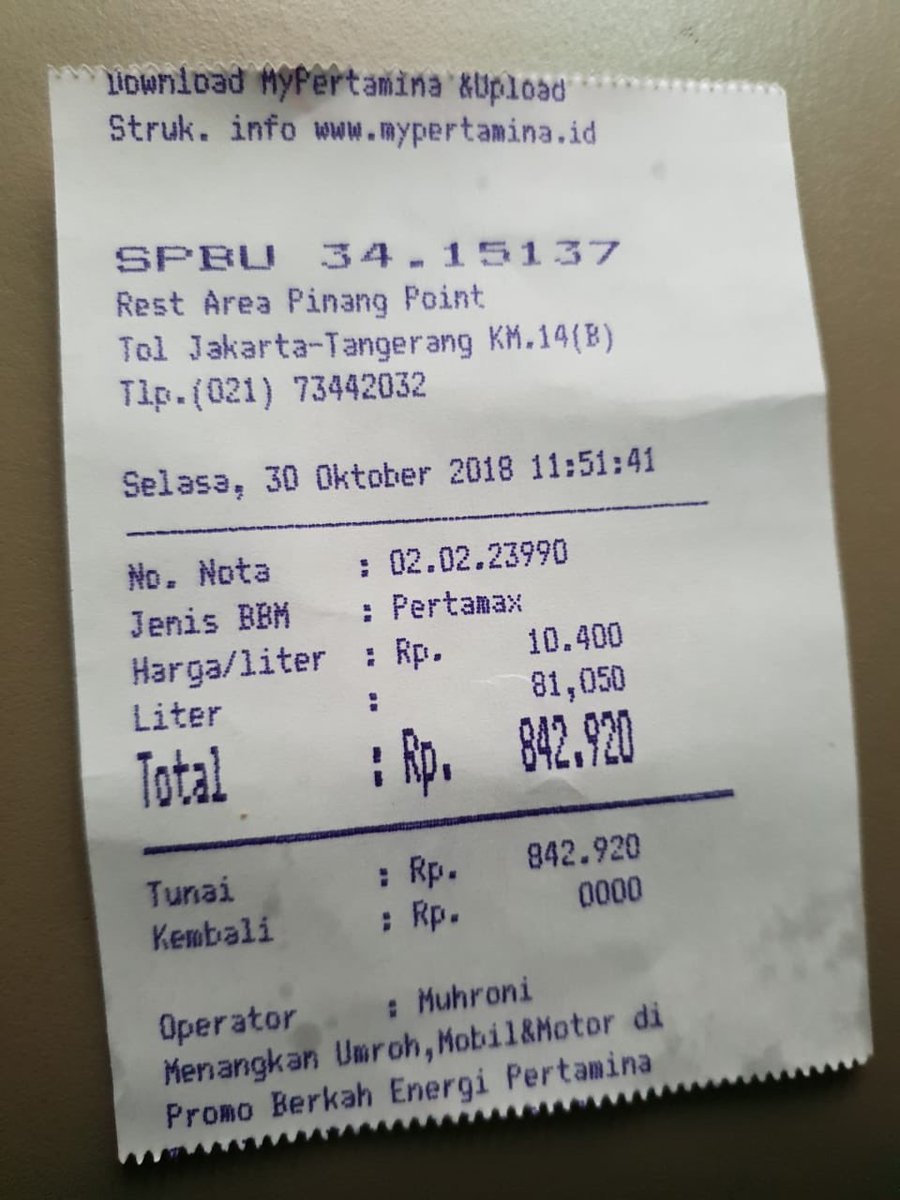 Download MyPertamina &Upload
Struk. info www.mypertamina.id
SPBU 34.15137
Rest Area Pinang Point
Tol Jakarta-Tangerang KM.14(B)
Tlp.(021) 73442032
Selasa, 30 Oktober 2018 11:51:41
No. Nota : 02.02.23990
Jenis BBM : Pertamax
Harga/liter : Rp. 10.400
Liter : 81,050
Total : Rp. 842.920
Tunai : Rp. 842.920
Kembali : Rp. 0000
Operator : Muhroni
Menangkan Umroh,Mobil&Motor di
Promo Berkah Energi Pertamina